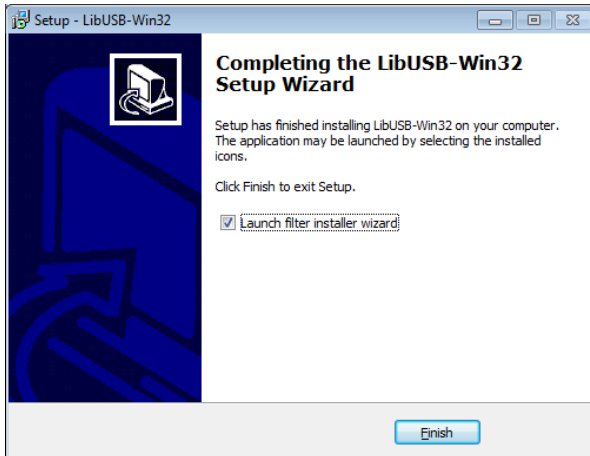 Setup - LibUSB-Win32
Completing the LibUSB-Win32
Setup Wizard
Setup has finished installing LibUSB-Win32 on your computer.
The application may be launched by selecting the installed
icons.
Click Finish to exit Setup.
Launch filter installer wizard
Finish